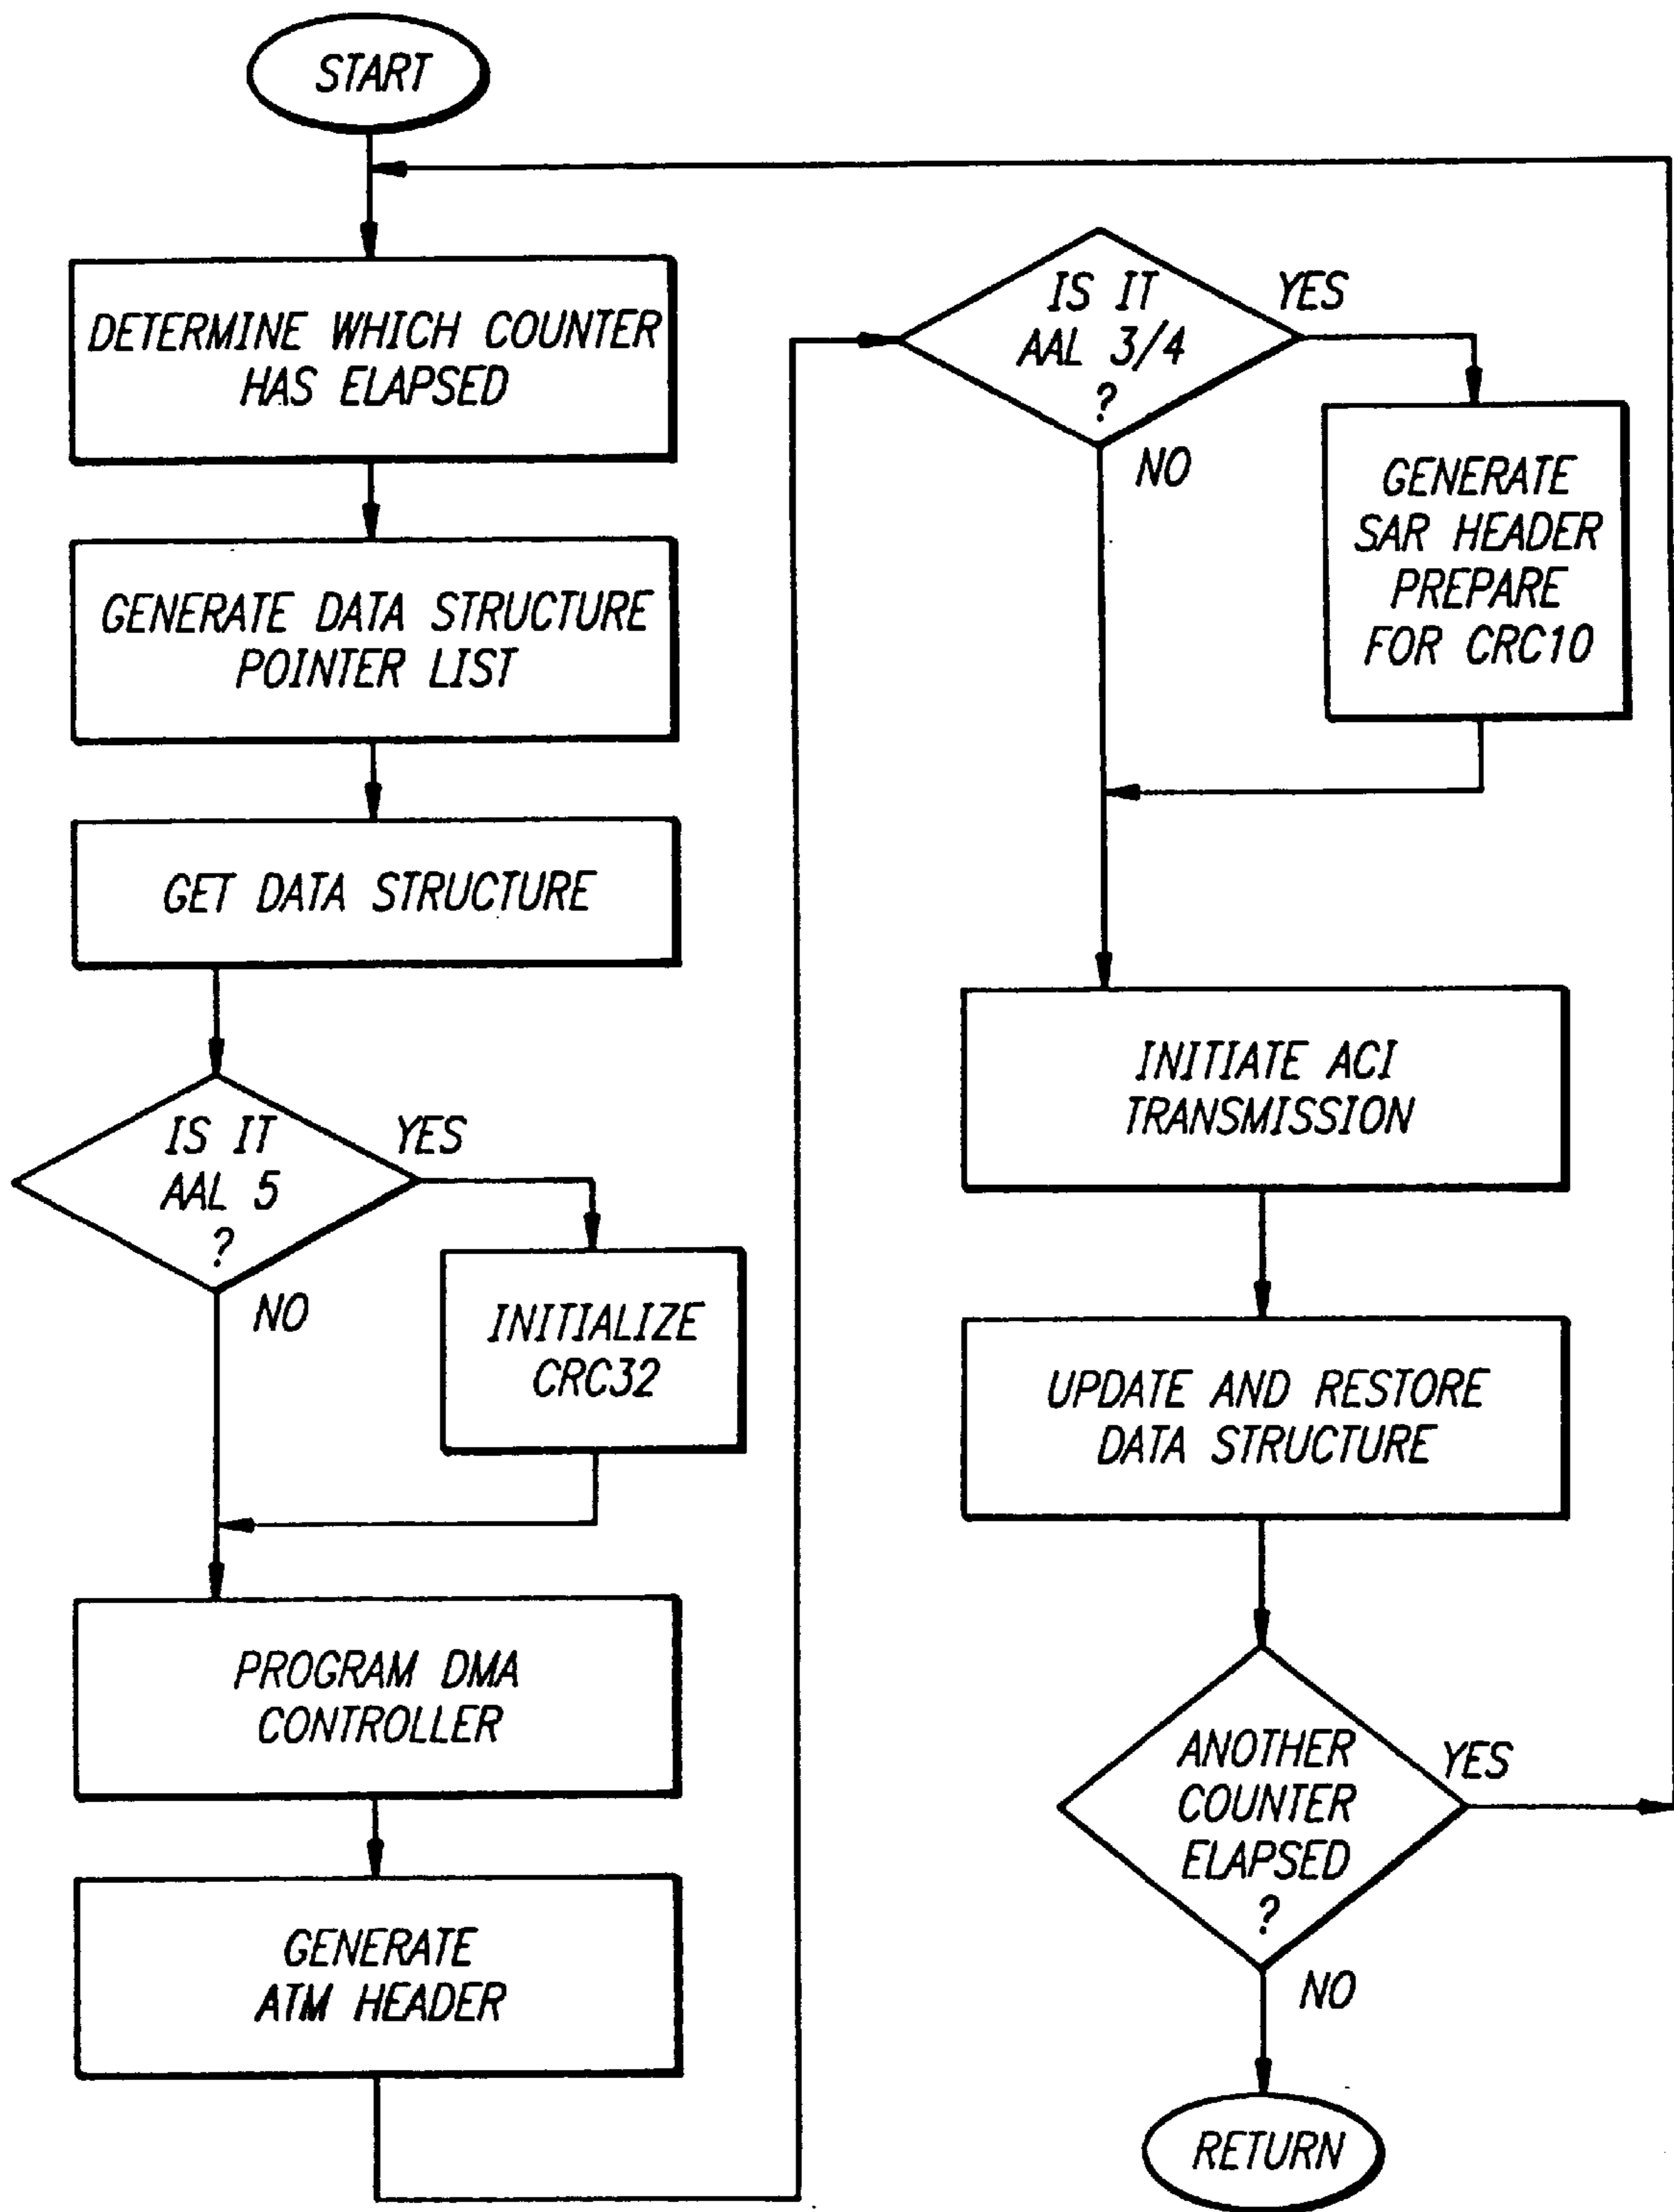 START
DETERMINE WHICH COUNTER
HAS ELAPSED
GENERATE DATA STRUCTURE
POINTER LIST
GET DATA STRUCTURE
IS IT
AAL 5
?
YES
NO
INITIALIZE
CRC32
PROGRAM DMA
CONTROLLER
GENERATE
ATM HEADER
IS IT
AAL 3/4
?
YES
NO
GENERATE
SAR HEADER
PREPARE
FOR CRC10
INITIATE ACI
TRANSMISSION
UPDATE AND RESTORE
DATA STRUCTURE
ANOTHER
COUNTER
ELAPSED
?
YES
NO
RETURN